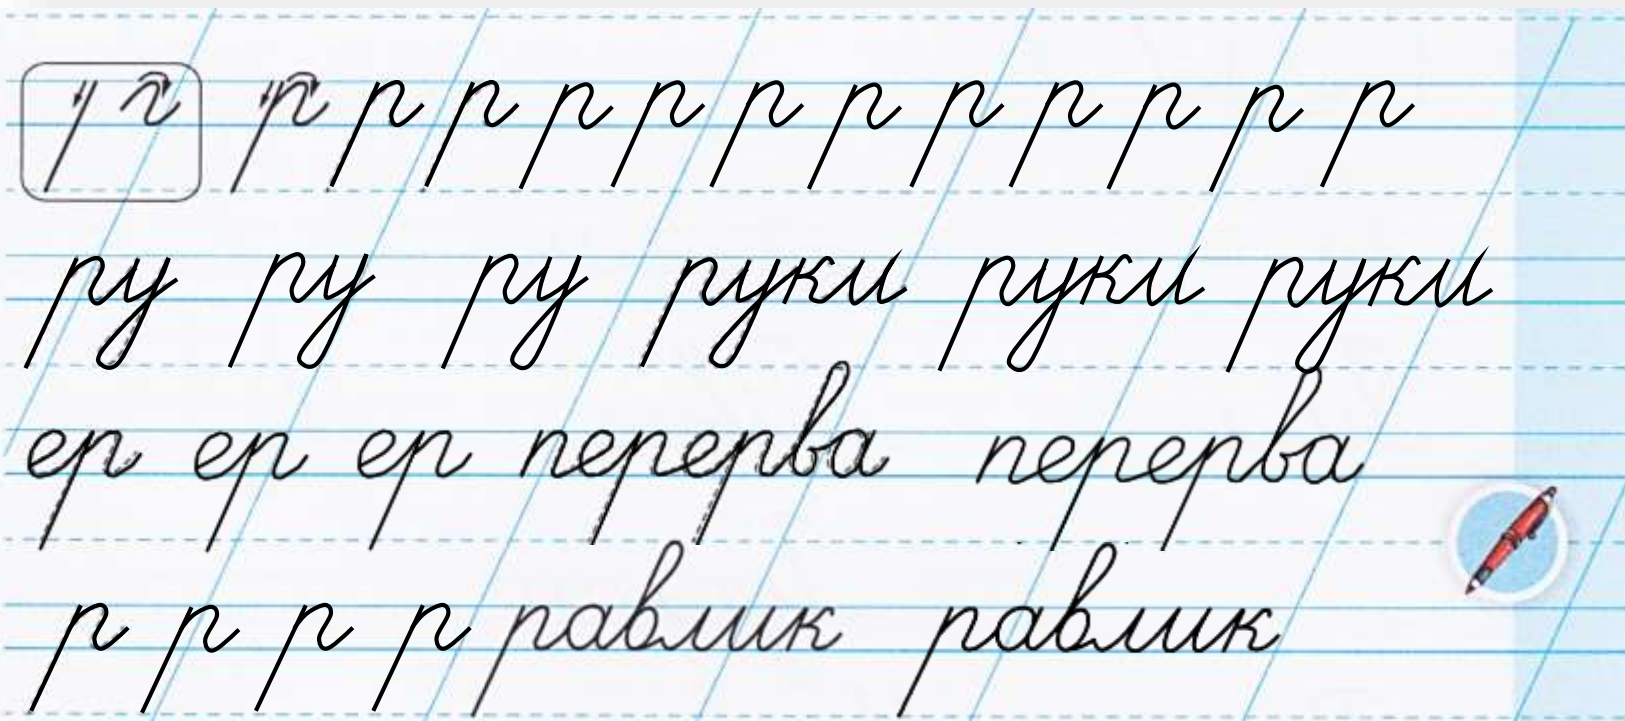 р р р р р р р р р р р р
ру ру ру руки руки руки
ер ер ер перерва перерва
р р р р равлик равлик